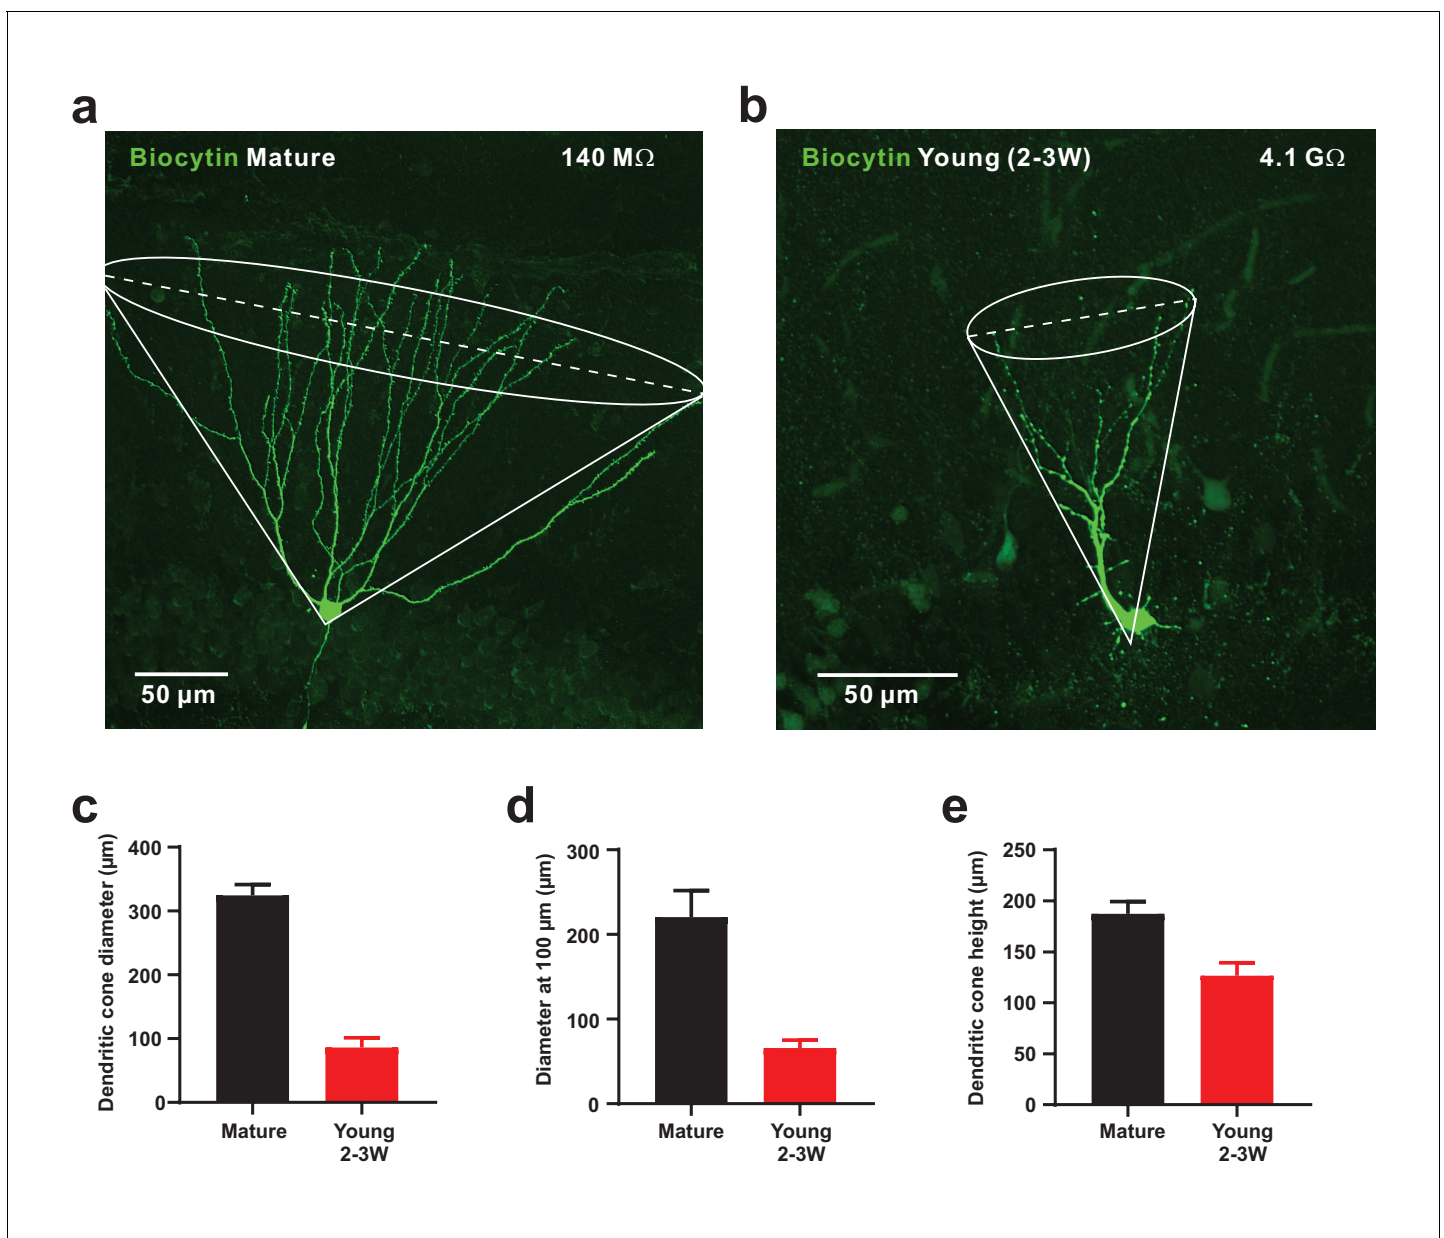 a
Biocytin Mature 140 MΩ
50 µm
b
Biocytin Young (2-3W) 4.1 GΩ
50 µm
c
Dendritic cone diameter (µm)
400
300
200
100
0
Mature
Young
2-3W
d
Diameter at 100 µm (µm)
300
200
100
0
Mature
Young
2-3W
e
Dendritic cone height (µm)
250
200
150
100
50
0
Mature
Young
2-3W